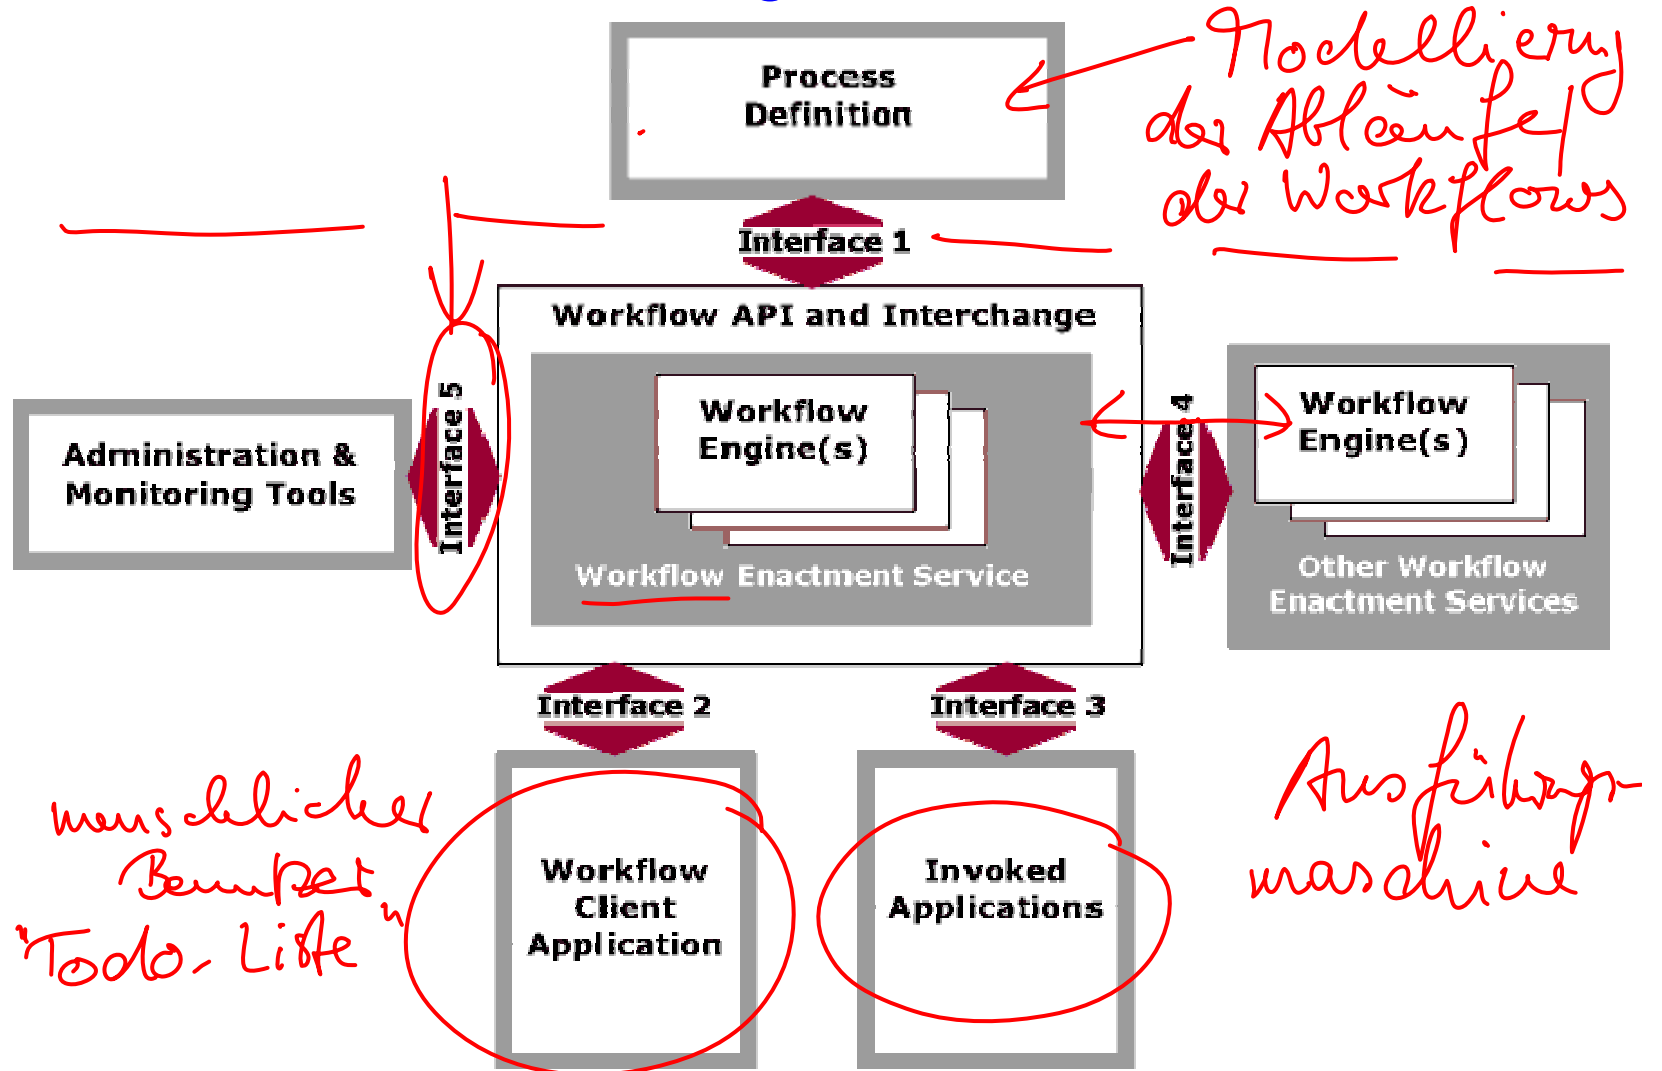 Process
Definition
Modellierung
der Abläufe/
der Workflows
Interface 1
Workflow API and Interchange
Interface 5
Administration &
Monitoring Tools
Workflow
Engine(s)
Workflow Enactment Service
Interface 4
Workflow
Engine(s)
Other Workflow
Enactment Services
Interface 2
Interface 3
menschlicher
Benutzer
"Todo-Liste"
Workflow
Client
Application
Invoked
Applications
Ausführungs-
maschine